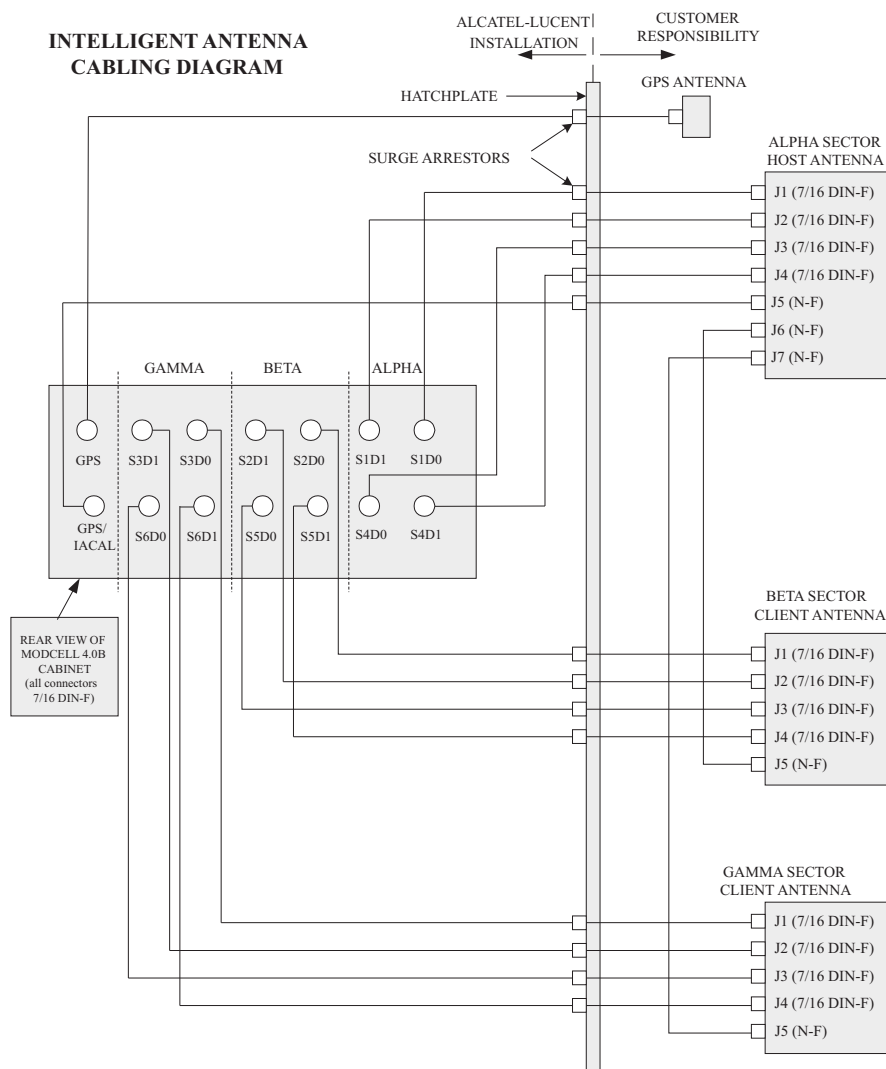 INTELLIGENT ANTENNA
CABLING DIAGRAM
ALCATEL-LUCENT
INSTALLATION
CUSTOMER
RESPONSIBILITY
HATCHPLATE
GPS ANTENNA
SURGE ARRESTORS
ALPHA SECTOR
HOST ANTENNA
J1 (7/16 DIN-F)
J2 (7/16 DIN-F)
J3 (7/16 DIN-F)
J4 (7/16 DIN-F)
J5 (N-F)
J6 (N-F)
J7 (N-F)
GAMMA
BETA
ALPHA
GPS
S3D1
S3D0
S2D1
S2D0
S1D1
S1D0
GPS/
IACAL
S6D0
S6D1
S5D0
S5D1
S4D0
S4D1
REAR VIEW OF
MODCELL 4.0B
CABINET
(all connectors
7/16 DIN-F)
BETA SECTOR
CLIENT ANTENNA
J1 (7/16 DIN-F)
J2 (7/16 DIN-F)
J3 (7/16 DIN-F)
J4 (7/16 DIN-F)
J5 (N-F)
GAMMA SECTOR
CLIENT ANTENNA
J1 (7/16 DIN-F)
J2 (7/16 DIN-F)
J3 (7/16 DIN-F)
J4 (7/16 DIN-F)
J5 (N-F)